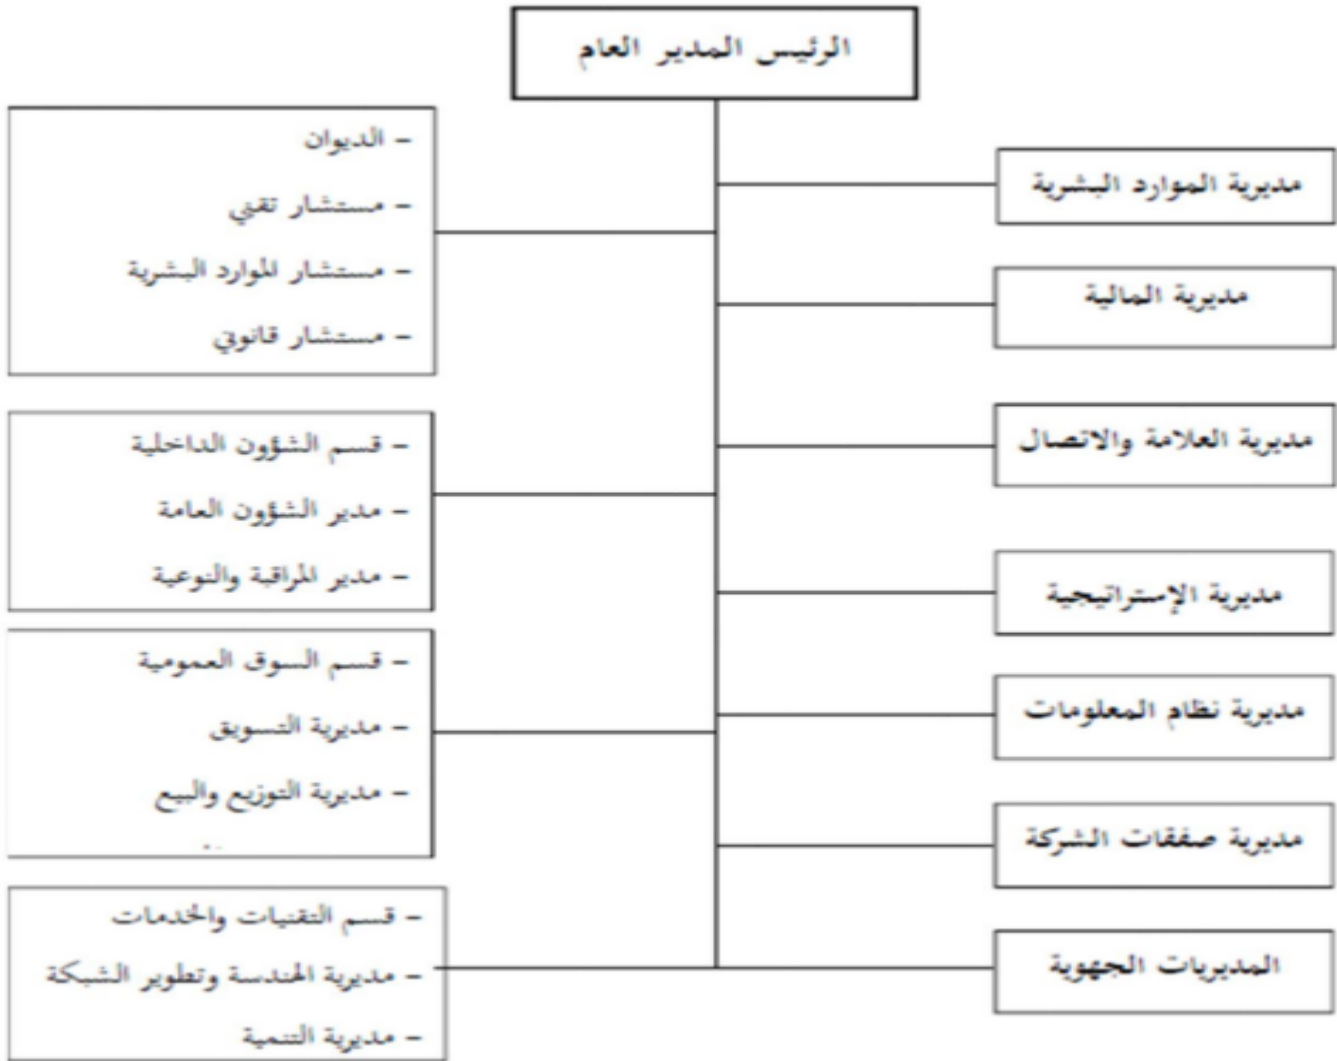 الرئيس المدير العام
مديرية الموارد البشرية
مديرية المالية
مديرية العلامة والاتصال
مديرية الإستراتيجية
مديرية نظام المعلومات
مديرية صفقات الشركة
المديريات الجهوية
– الديوان
– مستشار تقني
– مستشار الموارد البشرية
– مستشار قانوني
– قسم الشؤون الداخلية
– مدير الشؤون العامة
– مدير المراقبة والنوعية
– قسم السوق العمومية
– مديرية التسويق
– مديرية التوزيع والبيع
– قسم التقنيات والخدمات
– مديرية الهندسة وتطوير الشبكة
– مديرية التنمية